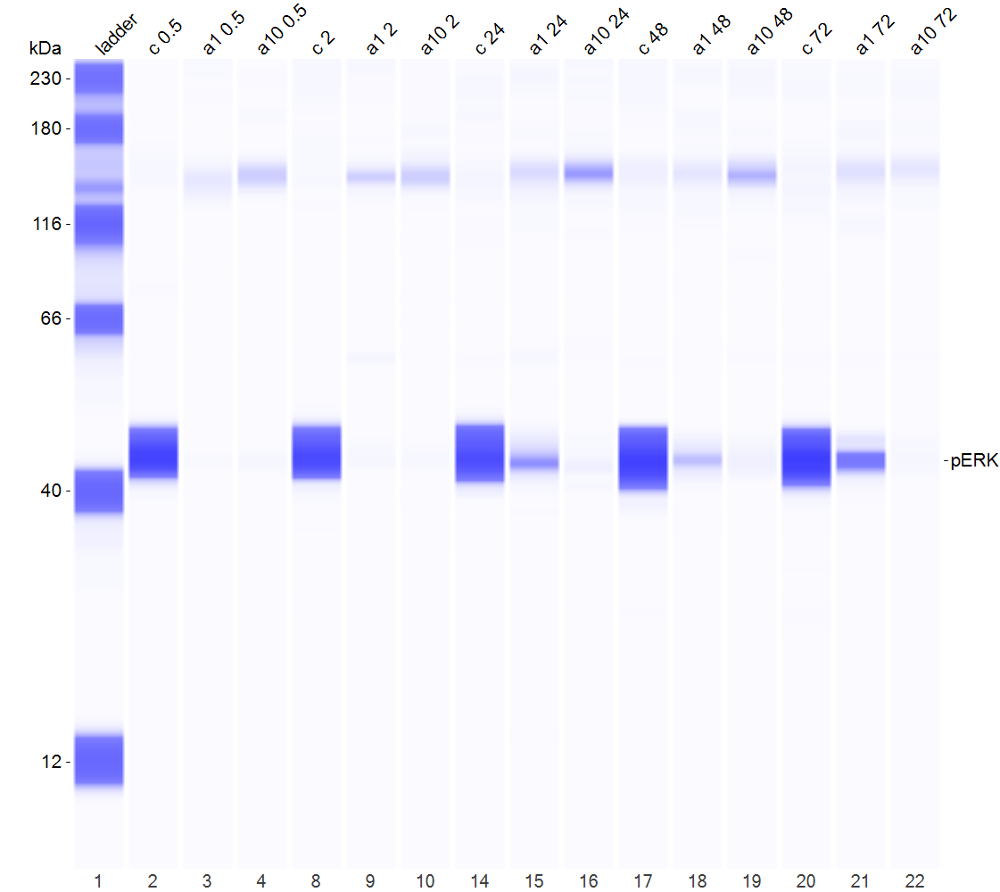 kDa
ladder
c 0.5
a1 0.5
a10 0.5
c 2
a1 2
a10 2
c 24
a1 24
a10 24
c 48
a1 48
a10 48
c 72
a1 72
a10 72
230 -
180 -
116 -
66 -
40 -
12 -
-pERK
1 2 3 4 8 9 10 14 15 16 17 18 19 20 21 22